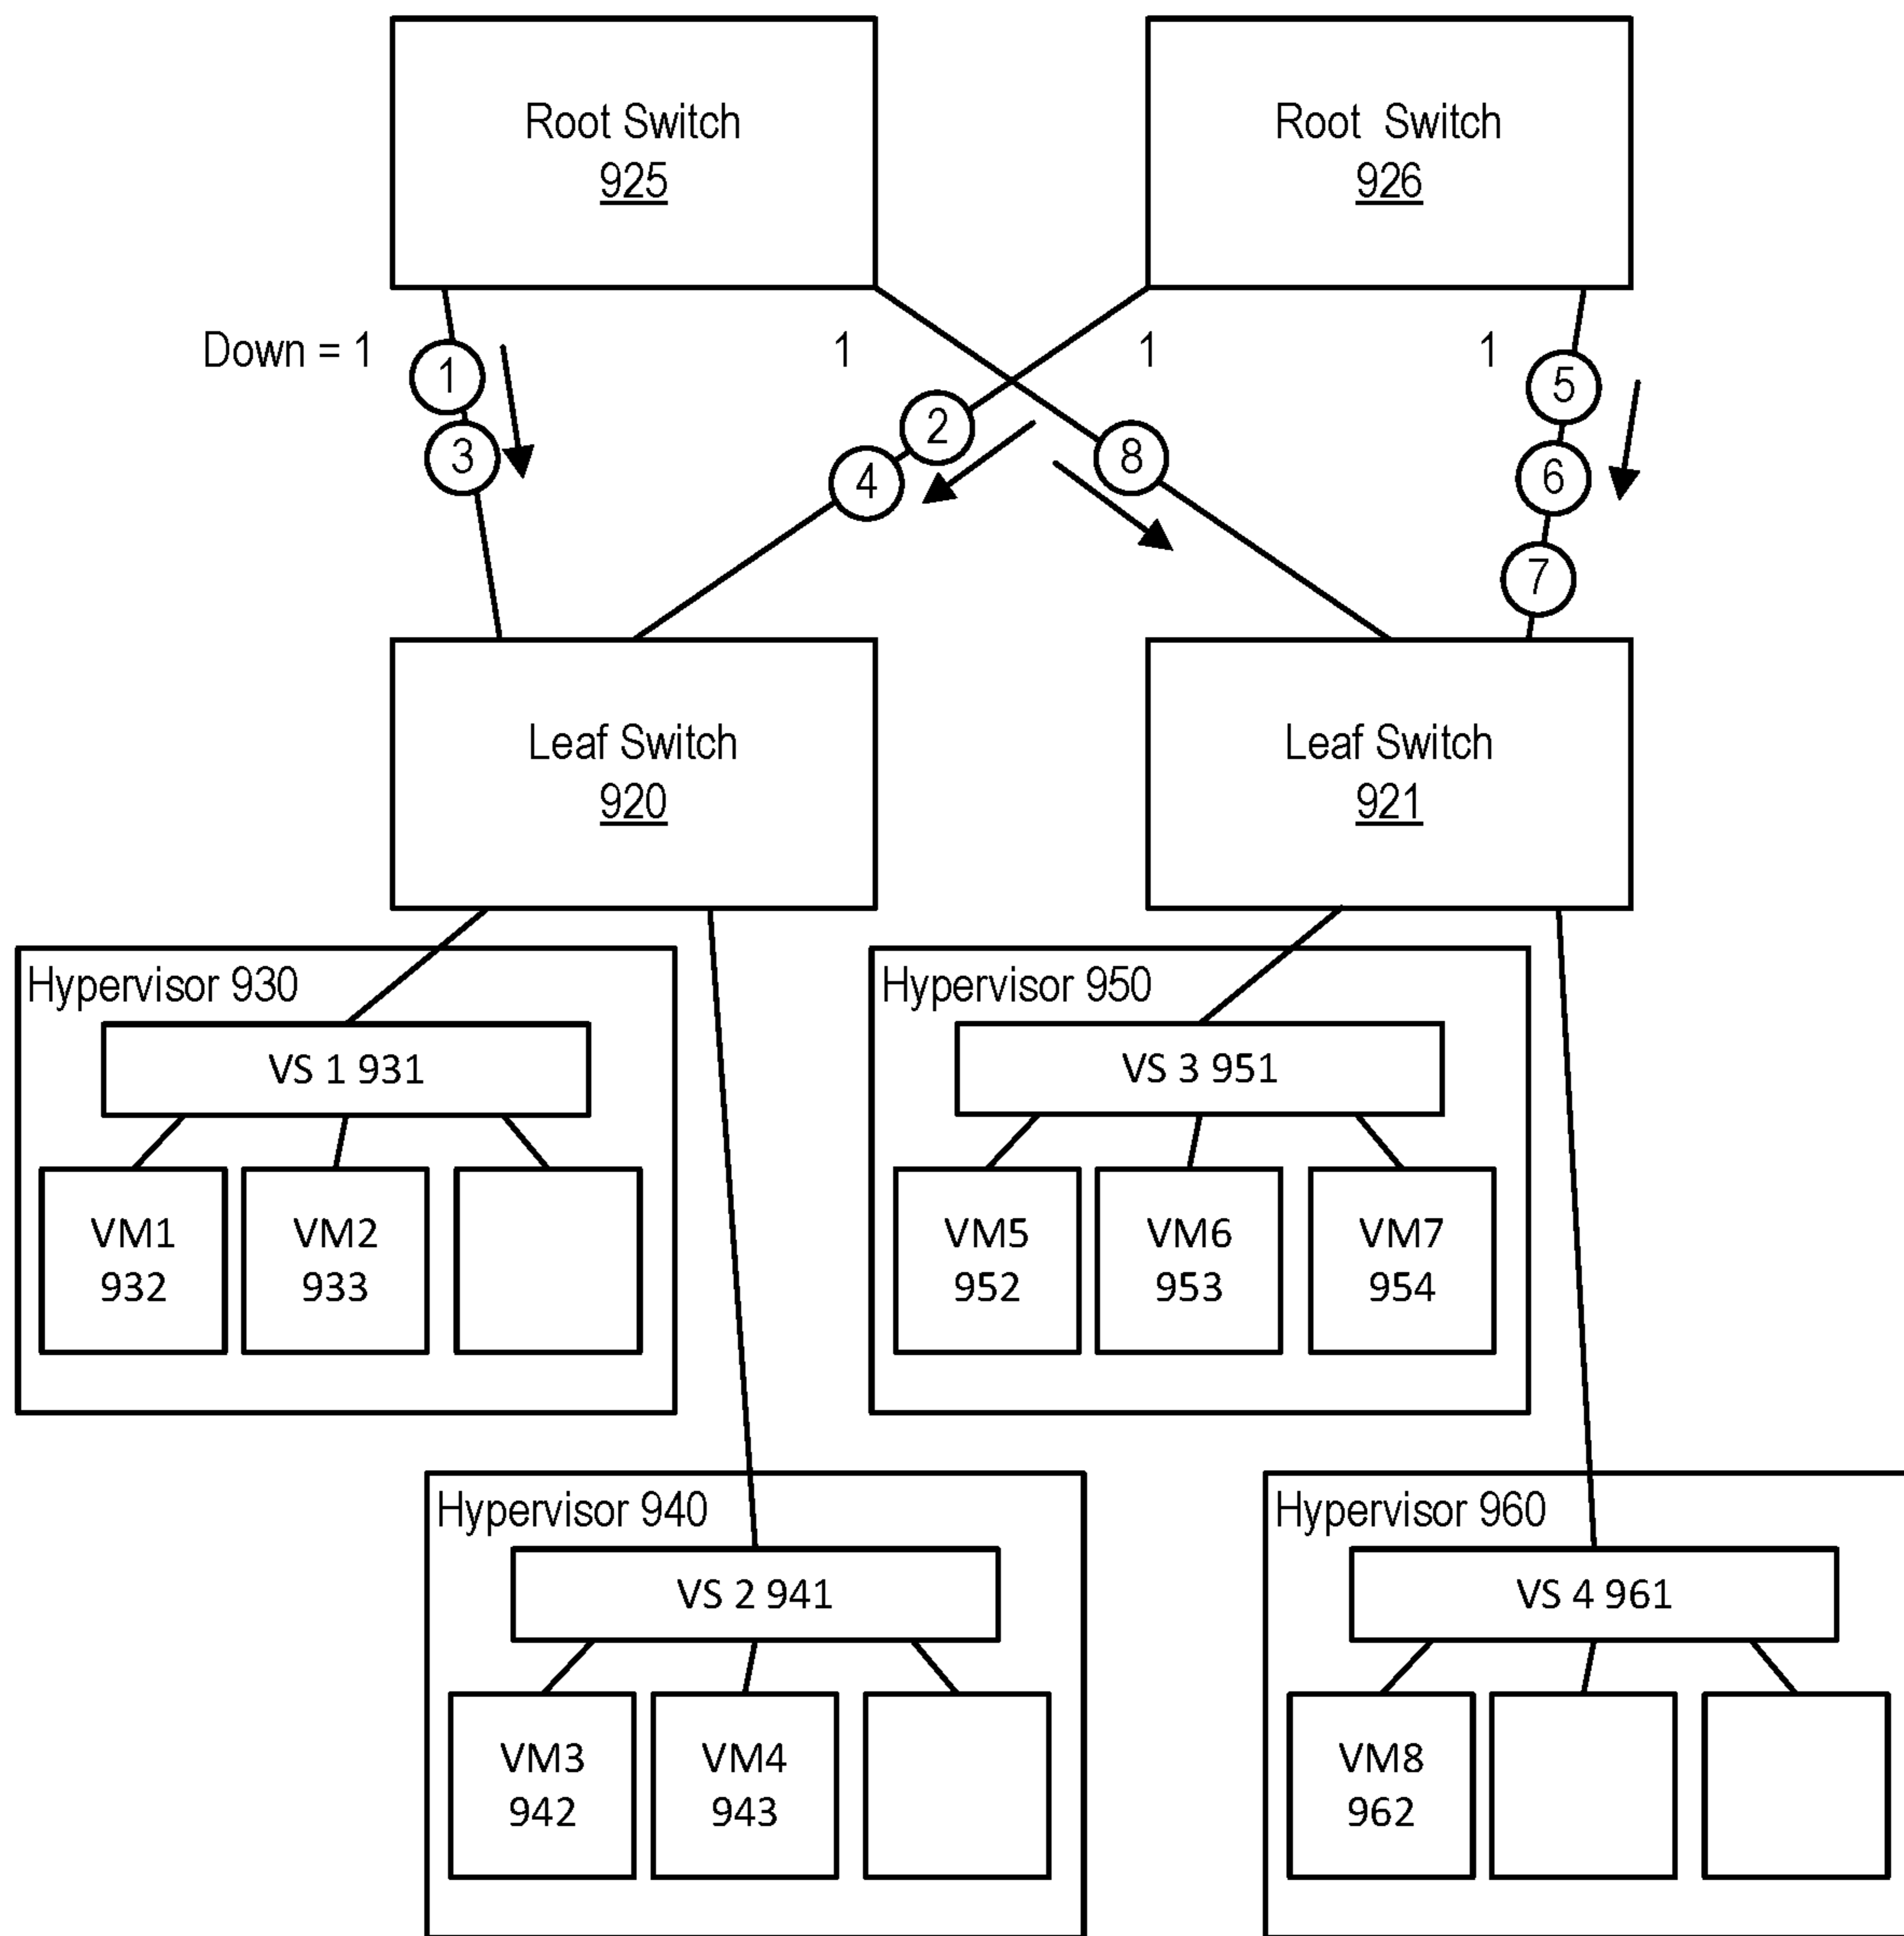 Root Switch
925
Root Switch
926
Down = 1
1
1
1
1
3
2
4
8
5
6
7
Leaf Switch
920
Leaf Switch
921
Hypervisor 930
VS 1 931
VM1
932
VM2
933
Hypervisor 950
VS 3 951
VM5
952
VM6
953
VM7
954
Hypervisor 940
VS 2 941
VM3
942
VM4
943
Hypervisor 960
VS 4 961
VM8
962